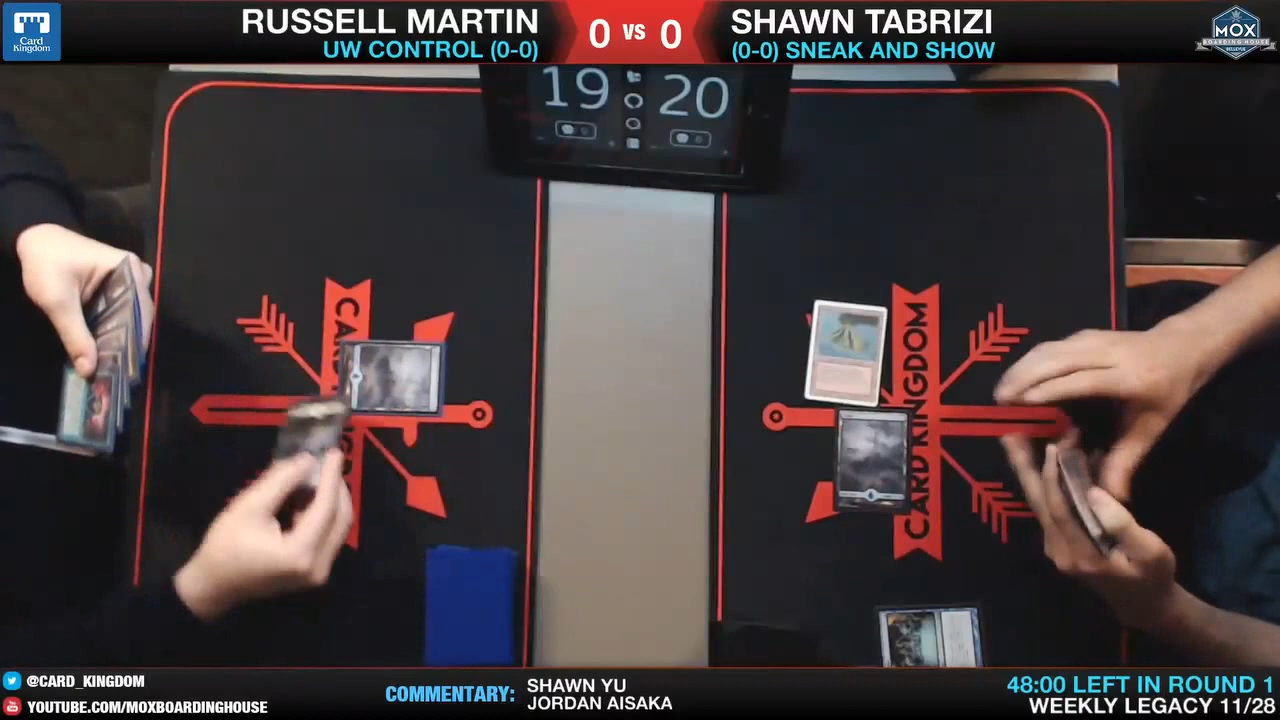 Card Kingdom
RUSSELL MARTIN
UW CONTROL (0-0)
0 VS 0
SHAWN TABRIZI
(0-0) SNEAK AND SHOW
MOX
BOARDING HOUSE
BELLEVUE
19 20
CARD KINGDOM
@CARD_KINGDOM
YOUTUBE.COM/MOXBOARDINGHOUSE
COMMENTARY:
SHAWN YU
JORDAN AISAKA
48:00 LEFT IN ROUND 1
WEEKLY LEGACY 11/28